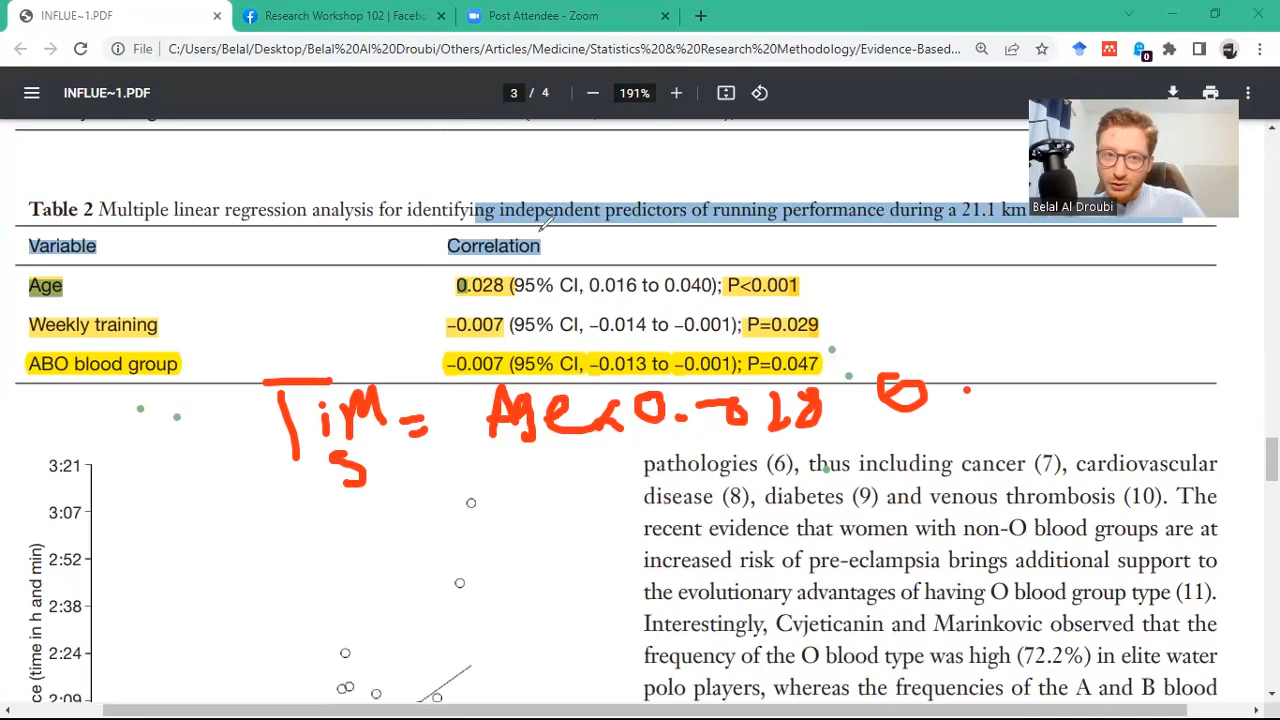 INFLUE~1.PDF
Research Workshop 102 | Faceb
Post Attendee - Zoom
File C:/Users/Belal/Desktop/Belal%20Al%20Droubi/Others/Articles/Medicine/Statistics%20&%20Research%20Methodology/Evidence-Based...
0
INFLUE~1.PDF 3 / 4 191%
Belal Al Droubi
Table 2 Multiple linear regression analysis for identifying independent predictors of running performance during a 21.1 km
Variable Correlation
Age 0.028 (95% CI, 0.016 to 0.040); P<0.001
Weekly training −0.007 (95% CI, −0.014 to −0.001); P=0.029
ABO blood group −0.007 (95% CI, −0.013 to −0.001); P=0.047
3:21
3:07
2:52
2:38
2:24
2:09
ce (time in h and min)
pathologies (6), thus including cancer (7), cardiovascular
disease (8), diabetes (9) and venous thrombosis (10). The
recent evidence that women with non-O blood groups are at
increased risk of pre-eclampsia brings additional support to
the evolutionary advantages of having O blood group type (11).
Interestingly, Cvjeticanin and Marinkovic observed that the
frequency of the O blood type was high (72.2%) in elite water
polo players, whereas the frequencies of the A and B blood